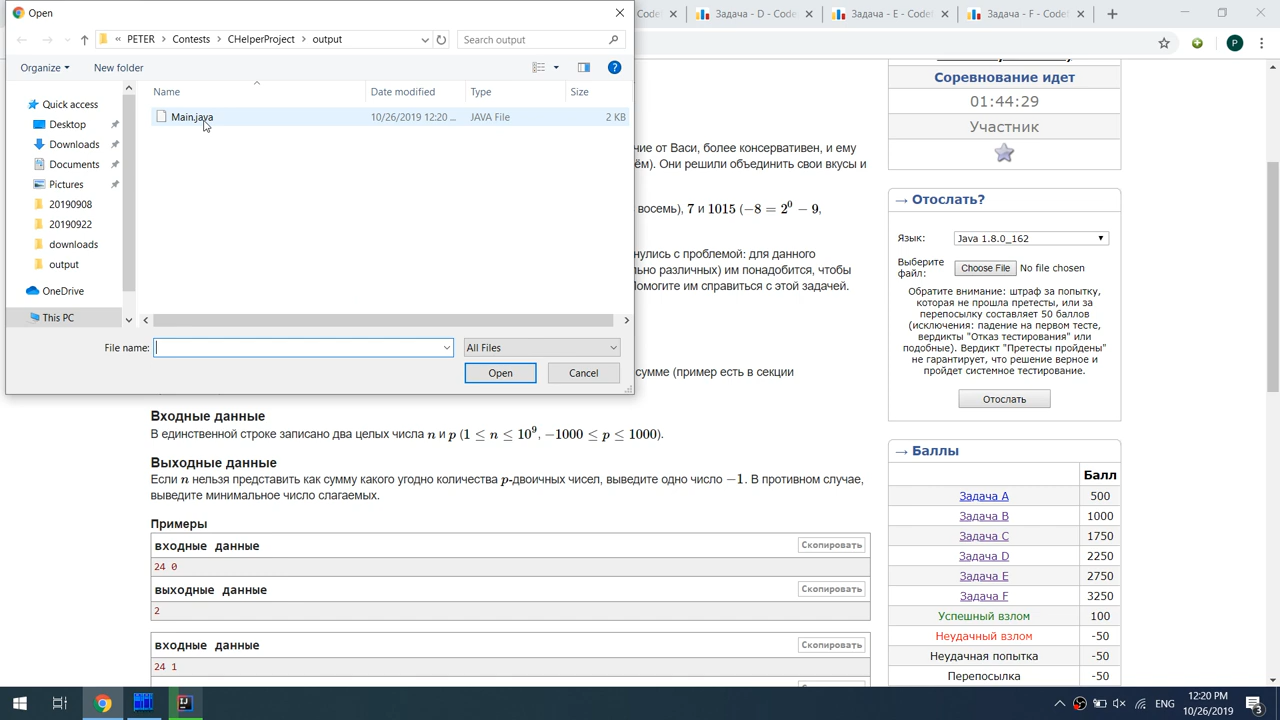 Open
Code
Задача - D - Codef
Задача - E - Codef
Задача - F - Codef
« PETER › Contests › CHelperProject › output
Search output
P
Organize
New folder
Name
Date modified
Type
Size
Quick access
Main.java
10/26/2019 12:20 ...
JAVA File
2 KB
Desktop
Downloads
Documents
Pictures
20190908
20190922
downloads
output
OneDrive
This PC
File name:
All Files
Open
Cancel
ние от Васи, более консервативен, и ему
ём). Они решили объединить свои вкусы и
восемь), 7 и 1015 (−8 = 2⁰ − 9,
нулись с проблемой: для данного
льно различных) им понадобится, чтобы
Помогите им справиться с этой задачей.
сумме (пример есть в секции
Входные данные
В единственной строке записано два целых числа n и p (1 ≤ n ≤ 10⁹, −1000 ≤ p ≤ 1000).
Выходные данные
Если n нельзя представить как сумму какого угодно количества p-двоичных чисел, выведите одно число −1. В противном случае,
выведите минимальное число слагаемых.
Примеры
входные данные
Скопировать
24 0
выходные данные
Скопировать
2
входные данные
Скопировать
24 1
Соревнование идет
01:44:29
Участник
→ Отослать?
Язык:
Java 1.8.0_162
Выберите
файл:
Choose File No file chosen
Обратите внимание: штраф за попытку,
которая не прошла претесты, или за
перепосылку составляет 50 баллов
(исключения: падение на первом тесте,
вердикты "Отказ тестирования" или
подобные). Вердикт "Претесты пройдены"
не гарантирует, что решение верное и
пройдет системное тестирование.
Отослать
→ Баллы
Балл
Задача A 500
Задача B 1000
Задача C 1750
Задача D 2250
Задача E 2750
Задача F 3250
Успешный взлом 100
Неудачный взлом -50
Неудачная попытка -50
Перепосылка -50
ENG
12:20 PM
10/26/2019
3